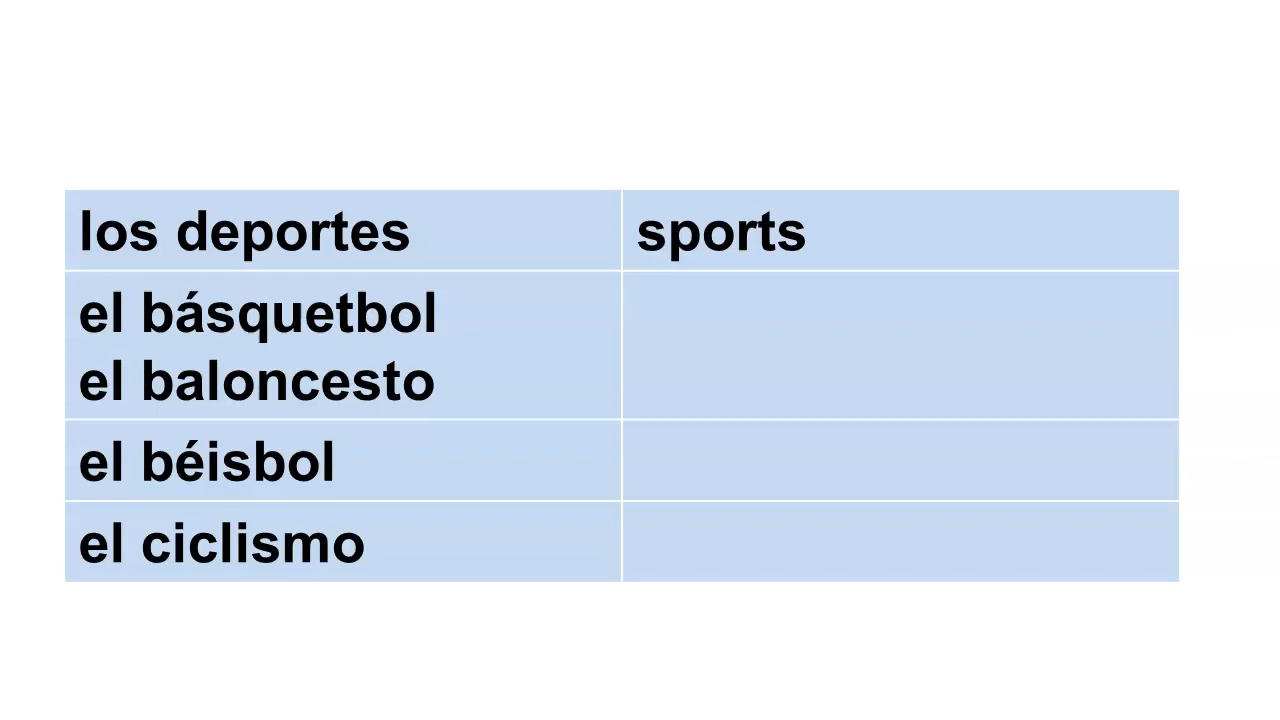 los deportes sports
el básquetbol
el baloncesto
el béisbol
el ciclismo